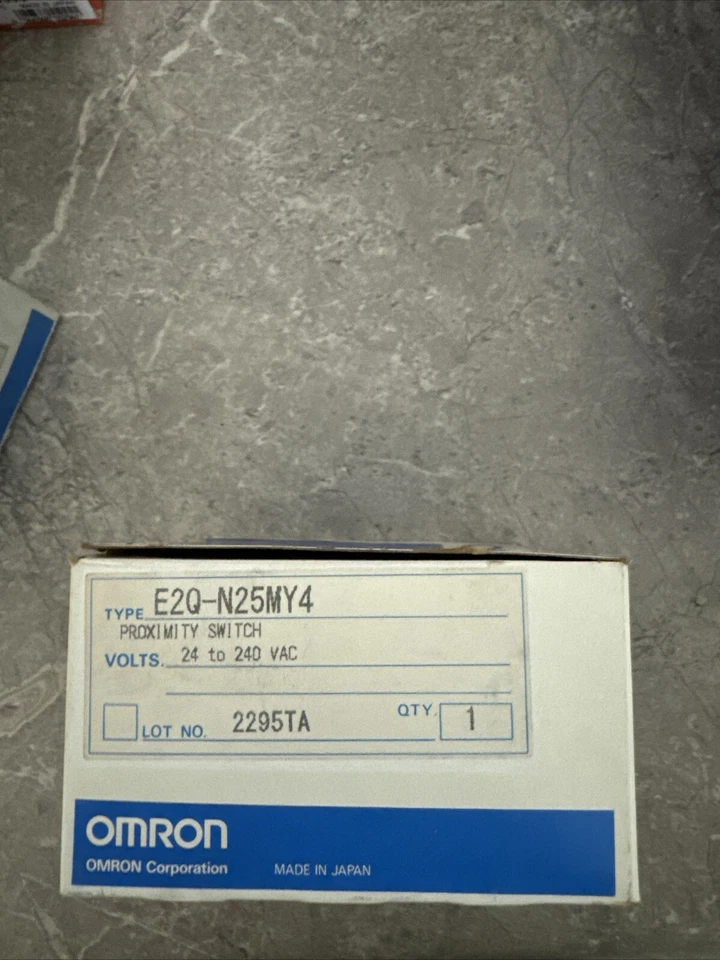 TYPE E2Q-N25MY4
PROXIMITY SWITCH
VOLTS. 24 to 240 VAC
LOT NO. 2295TA QTY. 1
OMRON
OMRON Corporation MADE IN JAPAN